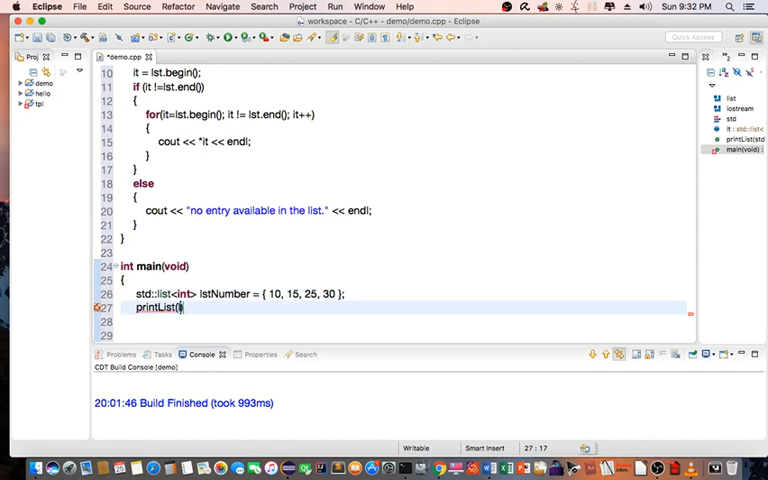 Eclipse File Edit Source Refactor Navigate Search Project Run Window Help Sun 9:32 PM
workspace - C/C++ - demo/demo.cpp - Eclipse
Quick Access
Proj
*demo.cpp
demo
hello
tpl
10 it = lst.begin();
11 if (it !=lst.end())
12 {
13 for(it=lst.begin(); it != lst.end(); it++)
14 {
15 cout << *it << endl;
16 }
17 }
18 else
19 {
20 cout << "no entry available in the list." << endl;
21 }
22 }
23
24 int main(void)
25 {
26 std::list<int> lstNumber = { 10, 15, 25, 30 };
27 printList(
28
29
list
iostream
std
it : std::list<
printList(std
main(void) :
Problems Tasks Console Properties Search
CDT Build Console [demo]
20:01:46 Build Finished (took 993ms)
Writable Smart Insert 27 : 17